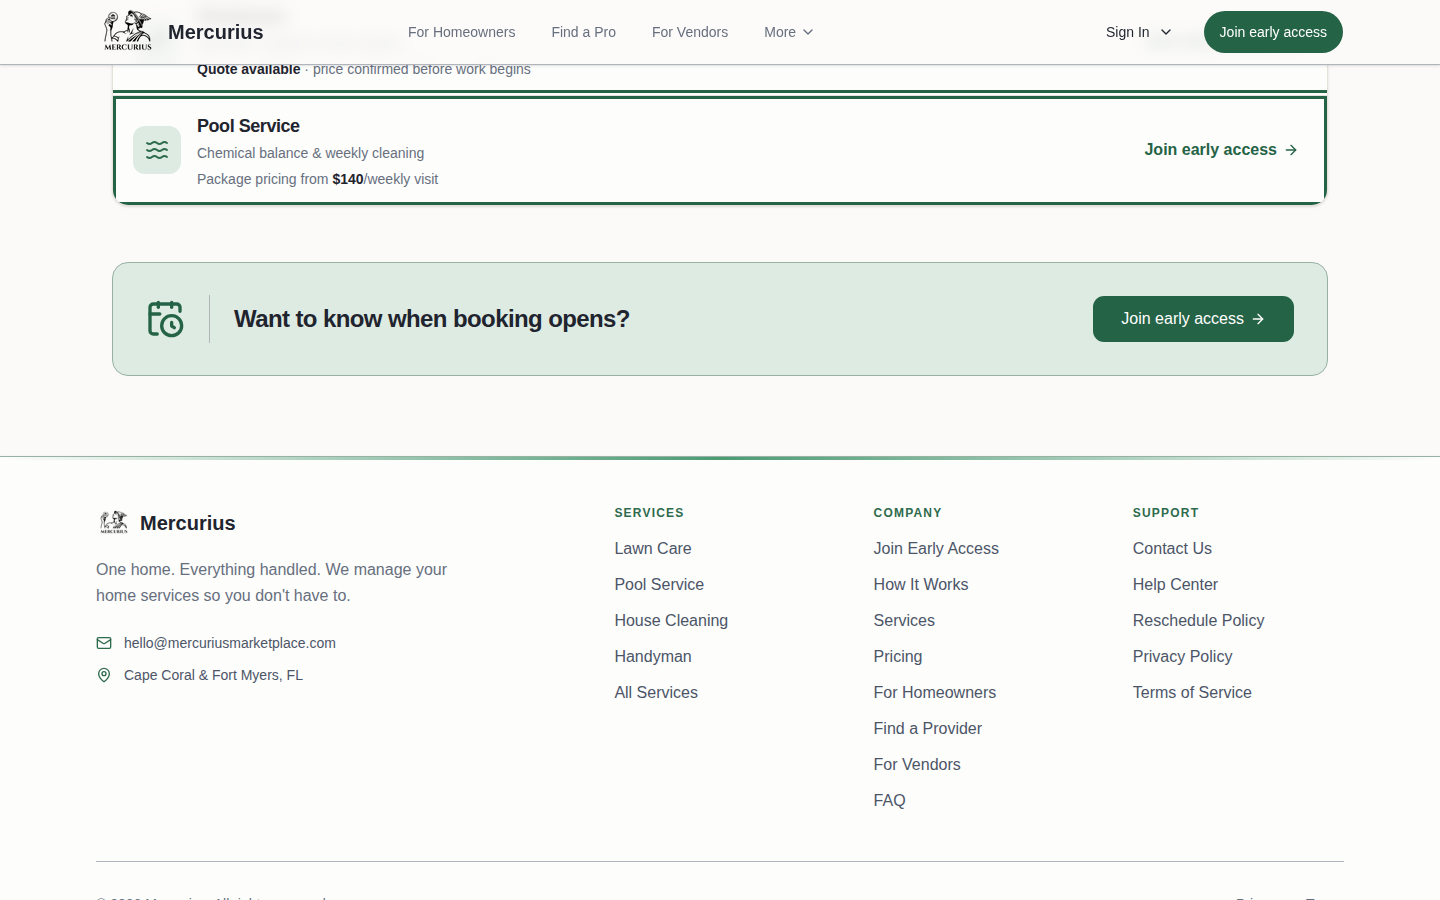 MERCURIUS
Mercurius
For Homeowners
Find a Pro
For Vendors
More
Sign In
Join early access
Quote available · price confirmed before work begins
Pool Service
Chemical balance & weekly cleaning
Package pricing from $140/weekly visit
Join early access
Want to know when booking opens?
Join early access
MERCURIUS
Mercurius
One home. Everything handled. We manage your
home services so you don't have to.
hello@mercuriusmarketplace.com
Cape Coral & Fort Myers, FL
SERVICES
Lawn Care
Pool Service
House Cleaning
Handyman
All Services
COMPANY
Join Early Access
How It Works
Services
Pricing
For Homeowners
Find a Provider
For Vendors
FAQ
SUPPORT
Contact Us
Help Center
Reschedule Policy
Privacy Policy
Terms of Service